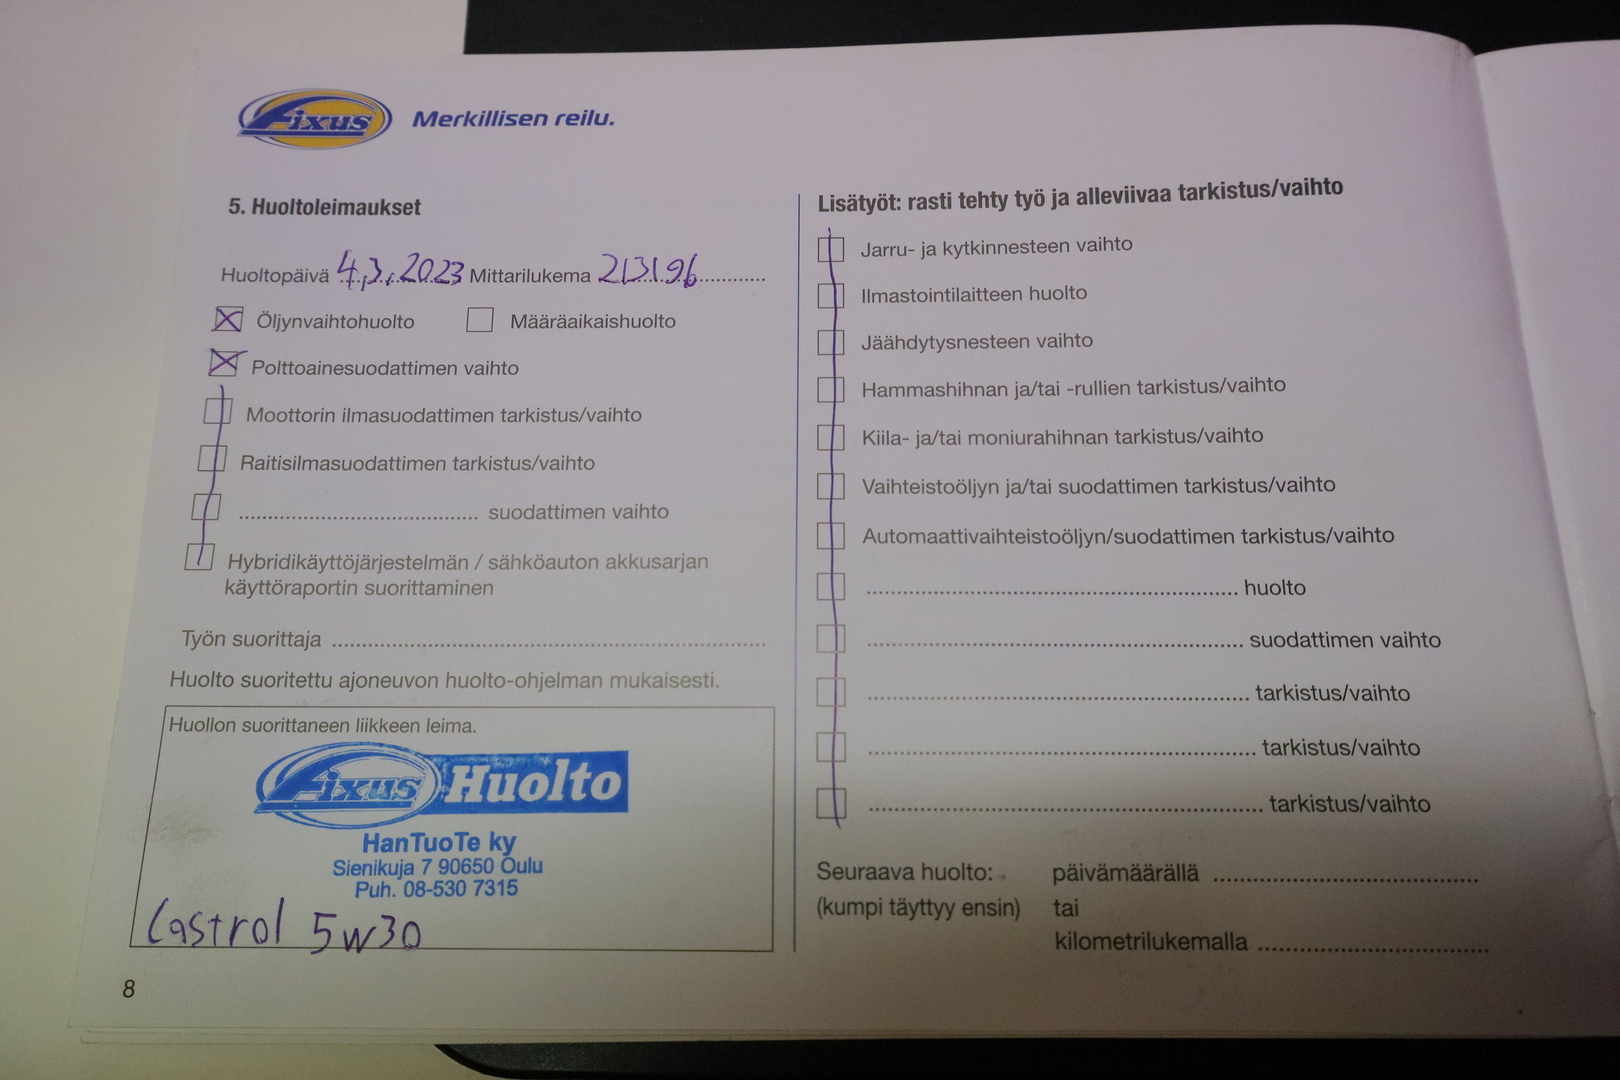 Fixus Merkillisen reilu.
5. Huoltoleimaukset
Huoltopäivä 4.3.2023 Mittarilukema 213196
Öljynvaihtohuolto Määräaikaishuolto
Polttoainesuodattimen vaihto
Moottorin ilmasuodattimen tarkistus/vaihto
Raitisilmasuodattimen tarkistus/vaihto
suodattimen vaihto
Hybridikäyttöjärjestelmän / sähköauton akkusarjan
käyttöraportin suorittaminen
Työn suorittaja
Huolto suoritettu ajoneuvon huolto-ohjelman mukaisesti.
Huollon suorittaneen liikkeen leima.
Fixus Huolto
HanTuoTe ky
Sienikuja 7 90650 Oulu
Puh. 08-530 7315
Castrol 5W30
8
Lisätyöt: rasti tehty työ ja alleviivaa tarkistus/vaihto
Jarru- ja kytkinnesteen vaihto
Ilmastointilaitteen huolto
Jäähdytysnesteen vaihto
Hammashihnan ja/tai -rullien tarkistus/vaihto
Kiila- ja/tai moniurahihnan tarkistus/vaihto
Vaihteistoöljyn ja/tai suodattimen tarkistus/vaihto
Automaattivaihteistoöljyn/suodattimen tarkistus/vaihto
huolto
suodattimen vaihto
tarkistus/vaihto
tarkistus/vaihto
tarkistus/vaihto
Seuraava huolto: päivämäärällä
(kumpi täyttyy ensin) tai
kilometrilukemalla